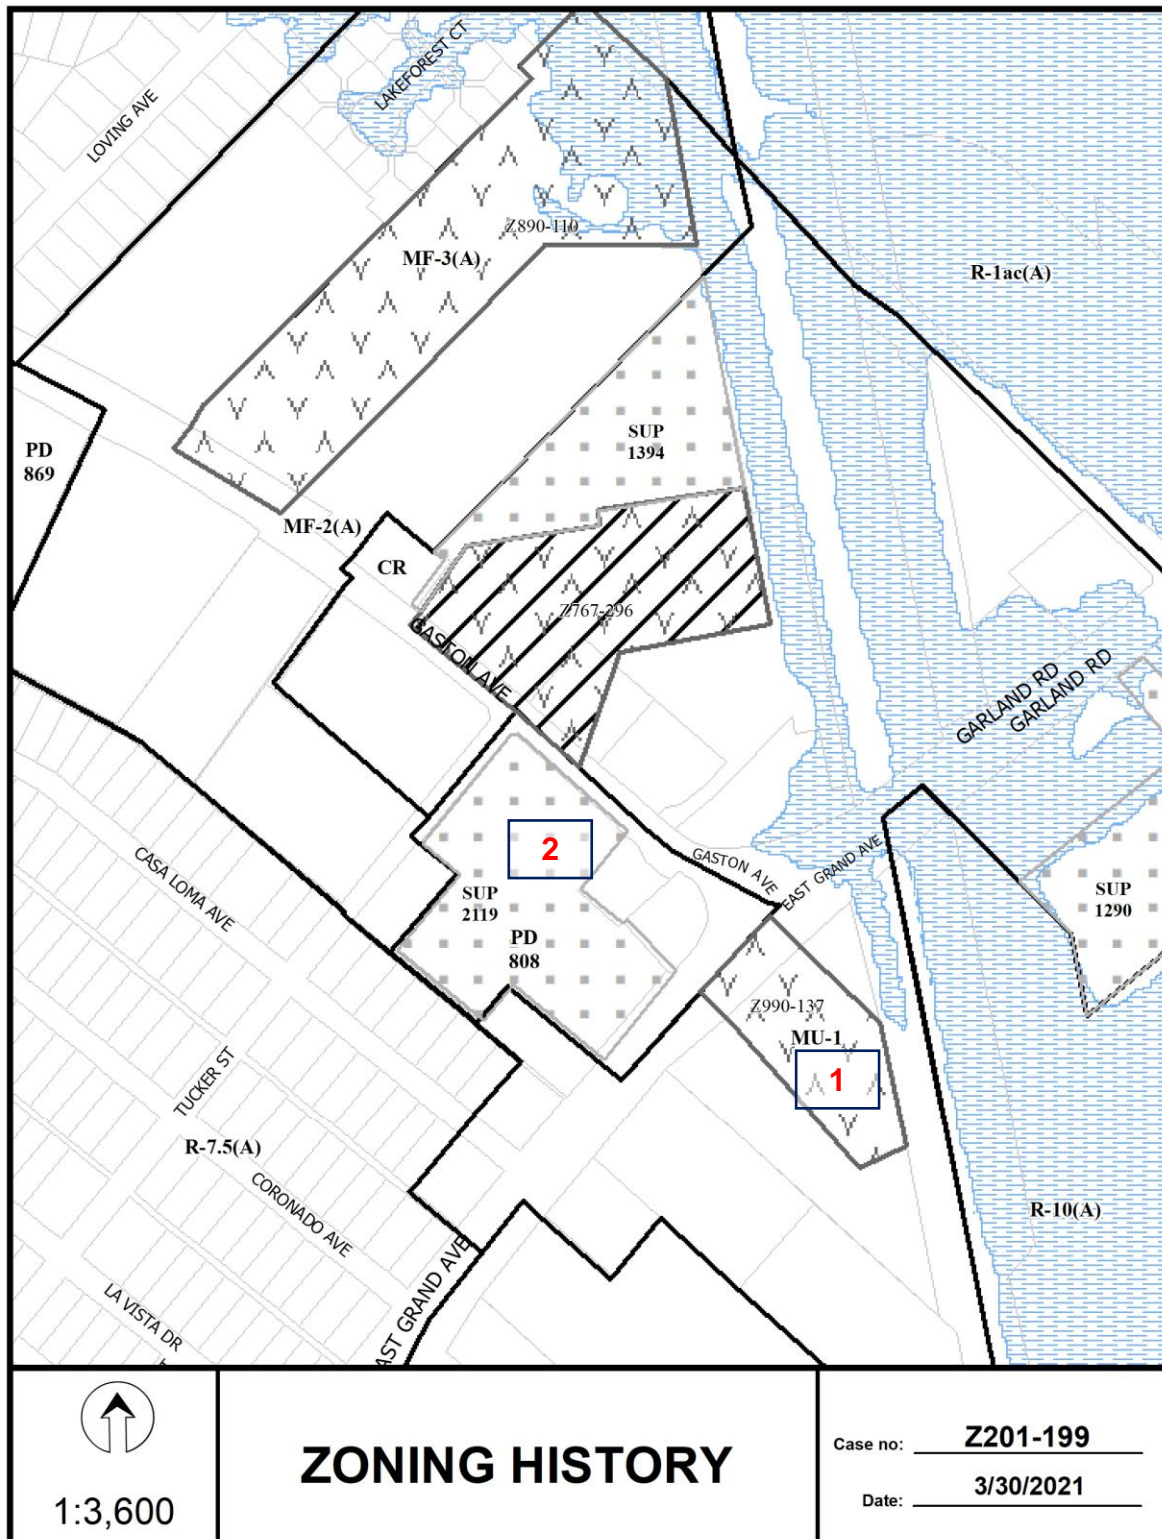 LAKEFOREST CT
LOVING AVE
Z890-110
MF-3(A)
R-1ac(A)
SUP
1394
PD
869
MF-2(A)
CR
Z767-296
GASTON AVE
GARLAND RD
GARLAND RD
2
GASTON AVE
EAST GRAND AVE
CASA LOMA AVE
SUP
2119
SUP
1290
PD
808
Z990-137
MU-1
1
TUCKER ST
R-7.5(A)
CORONADO AVE
R-10(A)
AST GRAND AVE
LA VISTA DR
1:3,600
ZONING HISTORY
Case no: Z201-199
Date: 3/30/2021